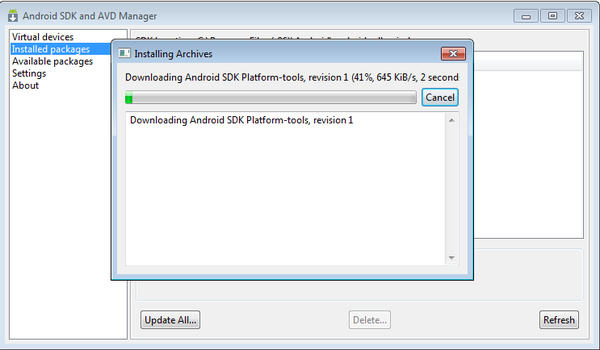 Android SDK and AVD Manager
Virtual devices
Installed packages
Available packages
Settings
About
Installing Archives
Downloading Android SDK Platform-tools, revision 1 (41%, 645 KiB/s, 2 second
Cancel
Downloading Android SDK Platform-tools, revision 1
Update All...
Delete...
Refresh